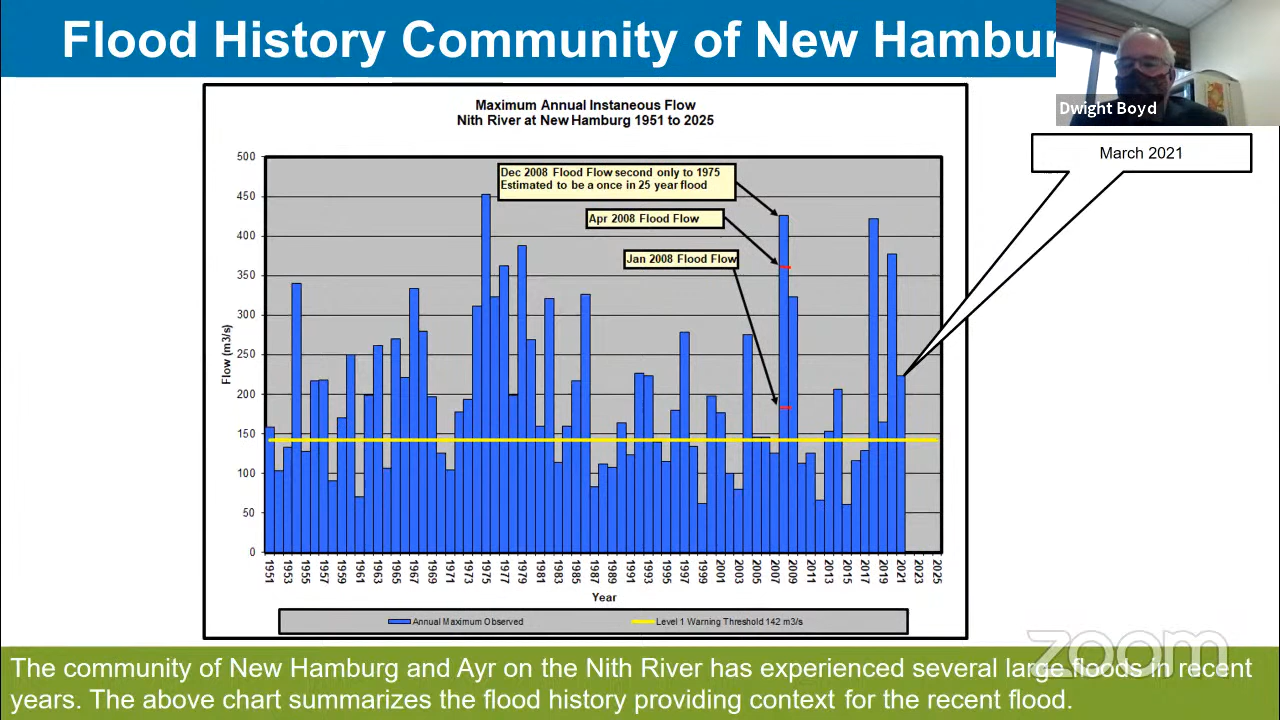 Flood History Community of New Hambur
Dwight Boyd
March 2021
Maximum Annual Instaneous Flow
Nith River at New Hamburg 1951 to 2025
Dec 2008 Flood Flow second only to 1975
Estimated to be a once in 25 year flood
Apr 2008 Flood Flow
Jan 2008 Flood Flow
Flow (m3/s)
500
450
400
350
300
250
200
150
100
50
0
1951 1953 1955 1957 1959 1961 1963 1965 1967 1969 1971 1973 1975 1977 1979 1981 1983 1985 1987 1989 1991 1993 1995 1997 1999 2001 2003 2005 2007 2009 2011 2013 2015 2017 2019 2021 2023 2025
Year
Annual Maximum Observed Level 1 Warning Threshold 142 m3/s
zoom
The community of New Hamburg and Ayr on the Nith River has experienced several large floods in recent
years. The above chart summarizes the flood history providing context for the recent flood.